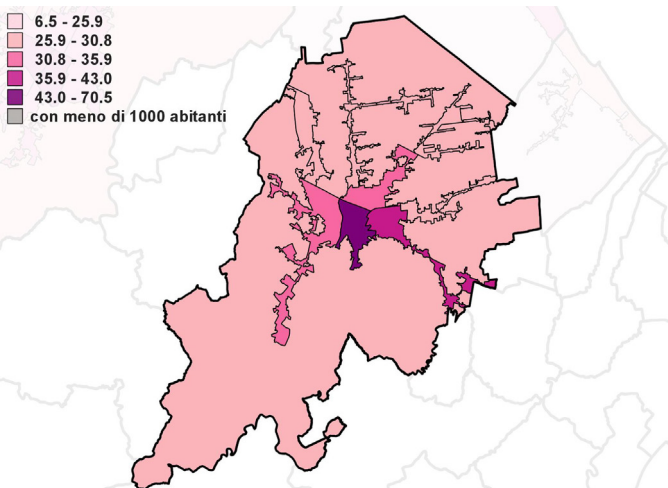 6.5 - 25.9
25.9 - 30.8
30.8 - 35.9
35.9 - 43.0
43.0 - 70.5
con meno di 1000 abitanti